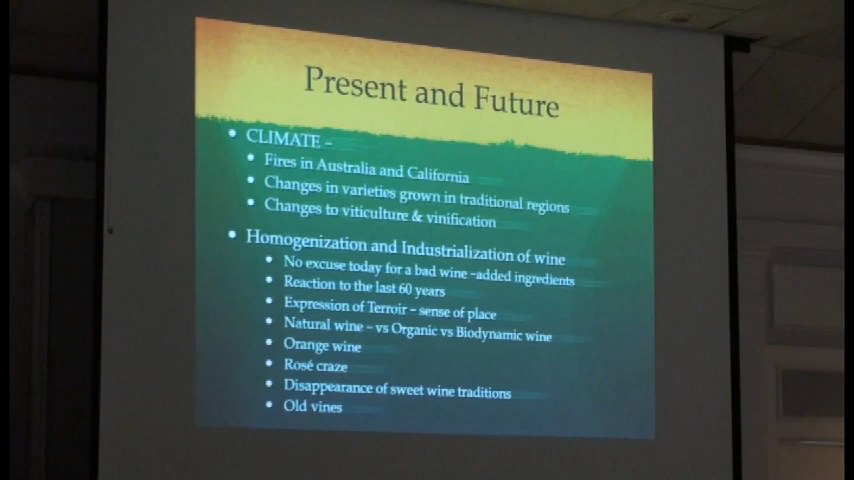 Present and Future
• CLIMATE –
• Fires in Australia and California
• Changes in varieties grown in traditional regions
• Changes to viticulture & vinification
• Homogenization and Industrialization of wine
• No excuse today for a bad wine –added ingredients
• Reaction to the last 60 years
• Expression of Terroir – sense of place
• Natural wine – vs Organic vs Biodynamic wine
• Orange wine
• Rosé craze
• Disappearance of sweet wine traditions
• Old vines